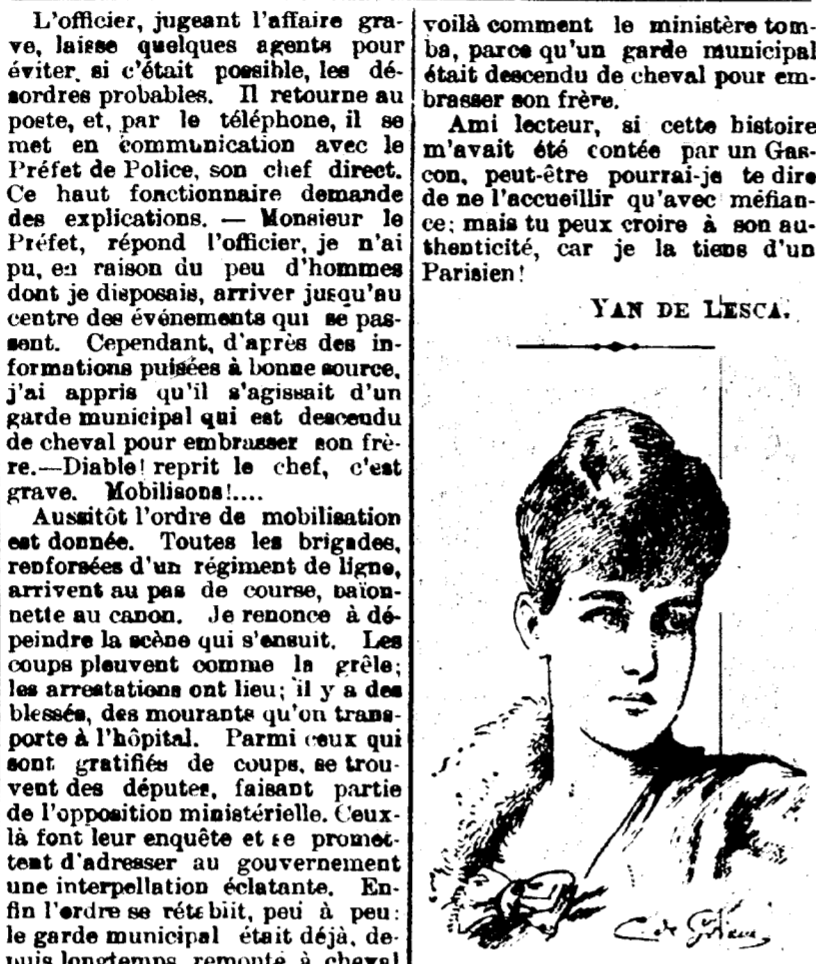 L'officier, jugeant l'affaire gra-
ve, laisse quelques agents pour
éviter, si c'était possible, les dé-
sordres probables. Il retourne au
poste, et, par le téléphone, il se
met en communication avec le
Préfet de Police, son chef direct.
Ce haut fonctionnaire demande
des explications. — Monsieur le
Préfet, répond l'officier, je n'ai
pu, en raison du peu d'hommes
dont je disposais, arriver jusqu'au
centre des événements qui se pas-
sent. Cependant, d'après des in-
formations puisées à bonne source,
j'ai appris qu'il s'agissait d'un
garde municipal qui est descendu
de cheval pour embrasser son frè-
re.—Diable! reprit le chef, c'est
grave. Mobilisons!....
Aussitôt l'ordre de mobilisation
est donnée. Toutes les brigades,
renforsées d'un régiment de ligne,
arrivent au pas de course, baïon-
nette au canon. Je renonce à dé-
peindre la scène qui s'ensuit. Les
coups pleuvent comme la grêle;
les arrestations ont lieu; il y a des
blessés, des mourants qu'on trans-
porte à l'hôpital. Parmi ceux qui
sont gratifiés de coups, se trou-
vent des députes, faisant partie
de l'opposition ministérielle. Ceux-
là font leur enquête et se promet-
tent d'adresser au gouvernement
une interpellation éclatante. En-
fin l'ordre se rétabiit, peu à peu:
le garde municipal était déjà, de-
puis longtemps remonté à cheval
voilà comment le ministère tom-
ba, parce qu'un garde municipal
était descendu de cheval pour em-
brasser son frère.
Ami lecteur, si cette histoire
m'avait été contée par un Gas-
con, peut-être pourrai-je te dire
de ne l'accueillir qu'avec méfian-
ce; mais tu peux croire à son au-
thenticité, car je la tiens d'un
Parisien!
YAN DE LESCA.
C. de